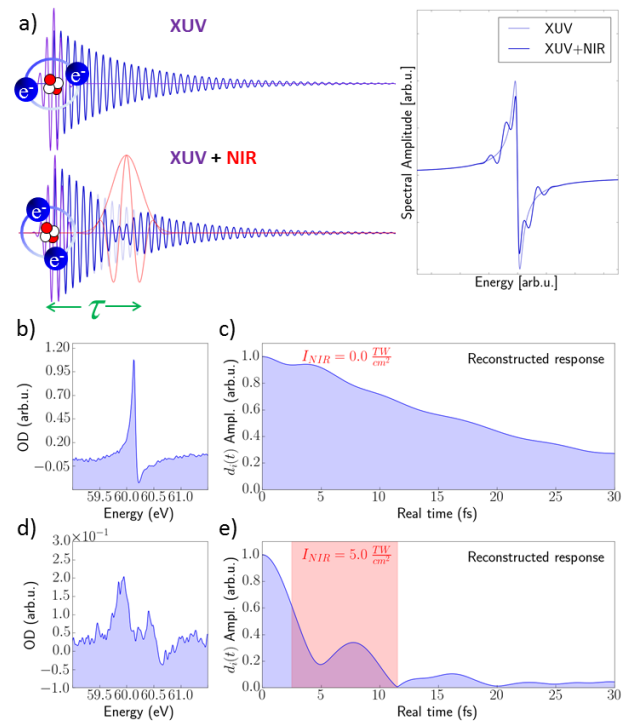 a)
XUV
e⁻
e⁻
XUV + NIR
e⁻
e⁻
τ
XUV
XUV+NIR
Spectral Amplitude [arb.u.]
Energy [arb.u.]
b)
OD (arb.u.)
1.20
0.95
0.70
0.45
0.20
−0.05
59.5 60.0 60.5 61.0
Energy (eV)
c)
I_NIR = 0.0 TW/cm²
Reconstructed response
d_i(t) Ampl. (arb.u.)
1.0
0.8
0.6
0.4
0.2
0.0
0 5 10 15 20 25 30
Real time (fs)
d)
×10⁻¹
OD (arb.u.)
3.0
2.5
2.0
1.5
1.0
0.5
0.0
−0.5
−1.0
59.5 60.0 60.5 61.0
Energy (eV)
e)
I_NIR = 5.0 TW/cm²
Reconstructed response
d_i(t) Ampl. (arb.u.)
1.0
0.8
0.6
0.4
0.2
0.0
0 5 10 15 20 25 30
Real time (fs)